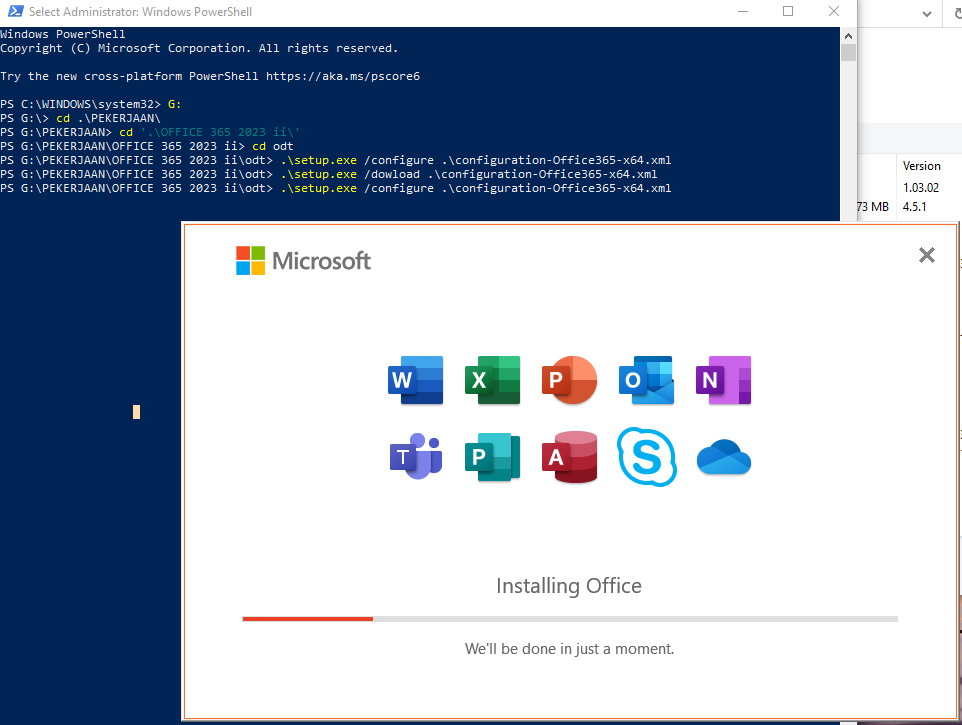 Select Administrator: Windows PowerShell
Windows PowerShell
Copyright (C) Microsoft Corporation. All rights reserved.
Try the new cross-platform PowerShell https://aka.ms/pscore6
PS C:\WINDOWS\system32> G:
PS G:\> cd .\PEKERJAAN\
PS G:\PEKERJAAN> cd '.\OFFICE 365 2023 ii\'
PS G:\PEKERJAAN\OFFICE 365 2023 ii> cd odt
PS G:\PEKERJAAN\OFFICE 365 2023 ii\odt> .\setup.exe /configure .\configuration-Office365-x64.xml
PS G:\PEKERJAAN\OFFICE 365 2023 ii\odt> .\setup.exe /dowload .\configuration-Office365-x64.xml
PS G:\PEKERJAAN\OFFICE 365 2023 ii\odt> .\setup.exe /configure .\configuration-Office365-x64.xml
Version
1.03.02
73 MB 4.5.1
Microsoft
W X P O N
T P A S
Installing Office
We'll be done in just a moment.